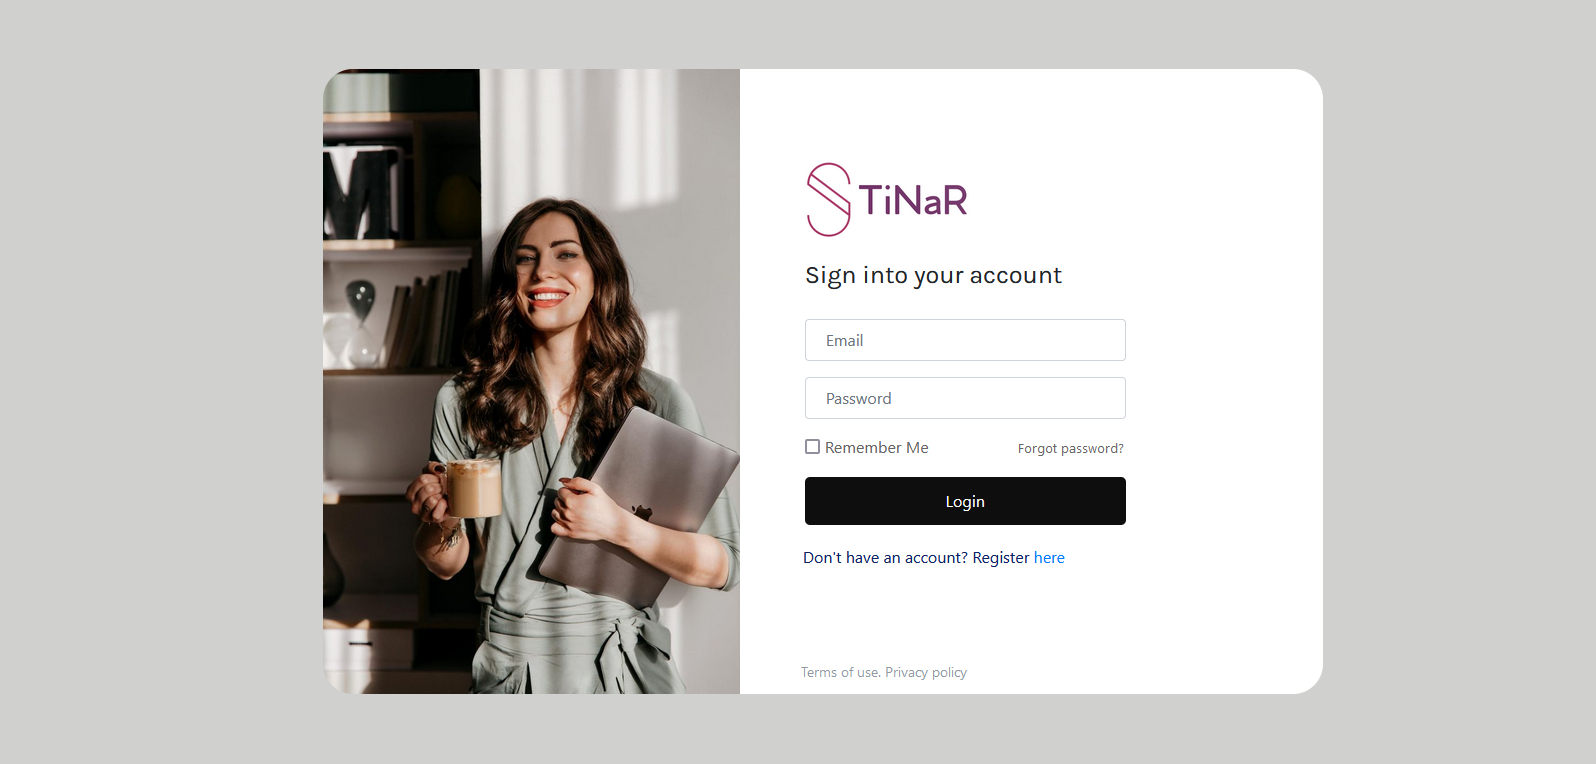 M
STiNaR
Sign into your account
Email
Password
Remember Me
Forgot password?
Login
Don't have an account? Register here
Terms of use. Privacy policy